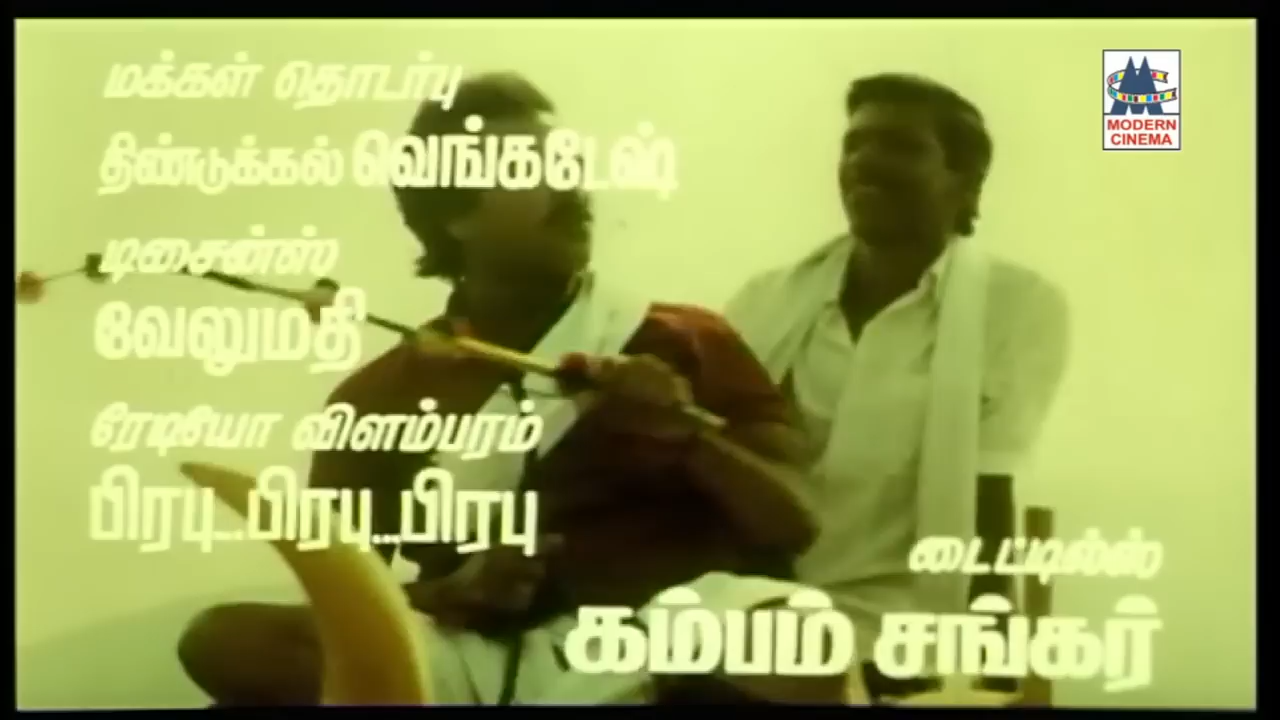 மக்கள் தொடர்பு
திண்டுக்கல் வெங்கடேஷ்
டிசைன்ஸ்
வேலுமதி
ரேடியோ விளம்பரம்
பிரபு..பிரபு...பிரபு
டைட்டில்ஸ்
கம்பம் சங்கர்
MODERN
CINEMA